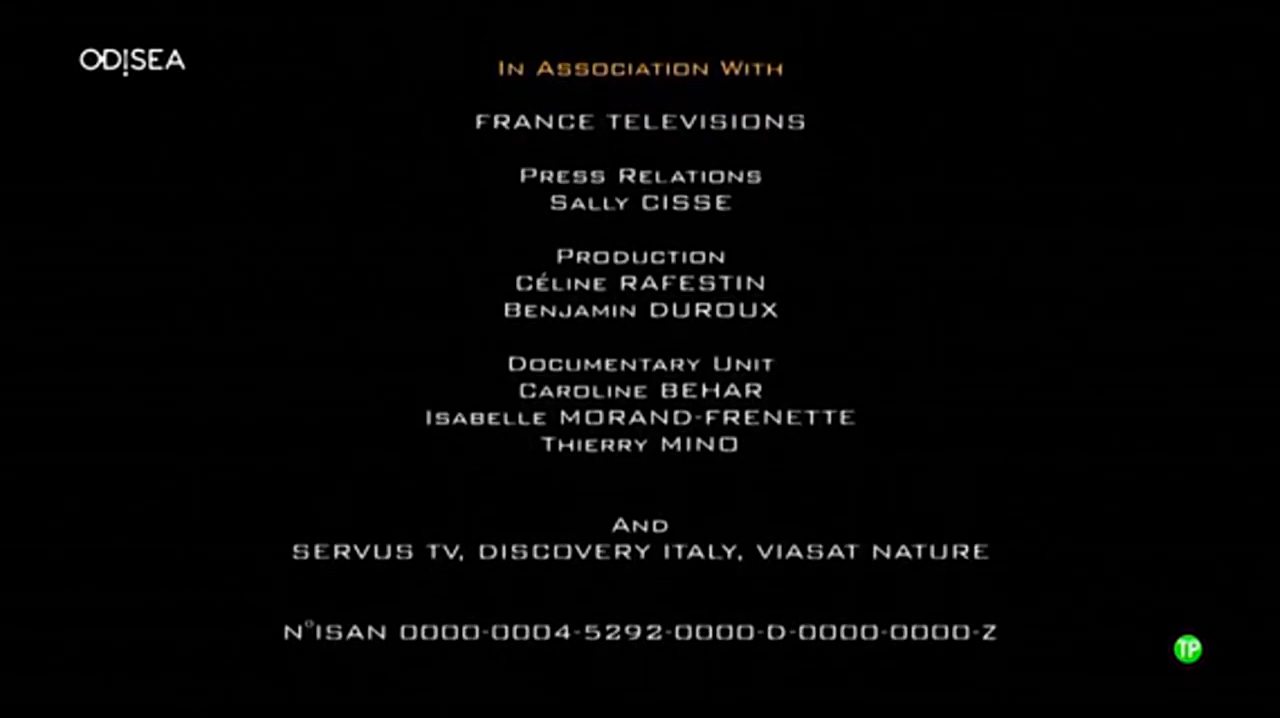 OD!SEA
In Association With
FRANCE TELEVISIONS
Press Relations
Sally CISSE
Production
Céline RAFESTIN
Benjamin DUROUX
Documentary Unit
Caroline BEHAR
Isabelle MORAND-FRENETTE
Thierry MINO
And
SERVUS TV, DISCOVERY ITALY, VIASAT NATURE
N°ISAN 0000-0004-5292-0000-D-0000-0000-Z
TP